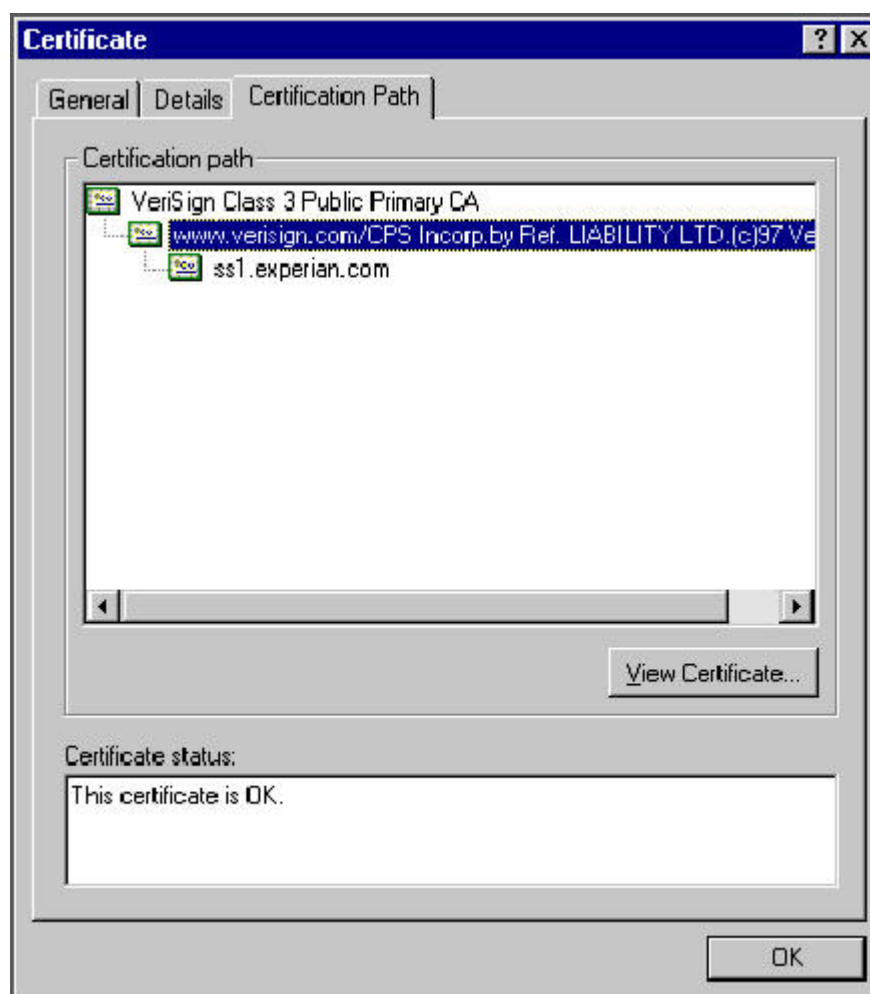 Certificate
General Details Certification Path
Certification path
VeriSign Class 3 Public Primary CA
www.verisign.com/CPS Incorp.by Ref. LIABILITY LTD.(c)97 Ve
ss1.experian.com
View Certificate...
Certificate status:
This certificate is OK.
OK